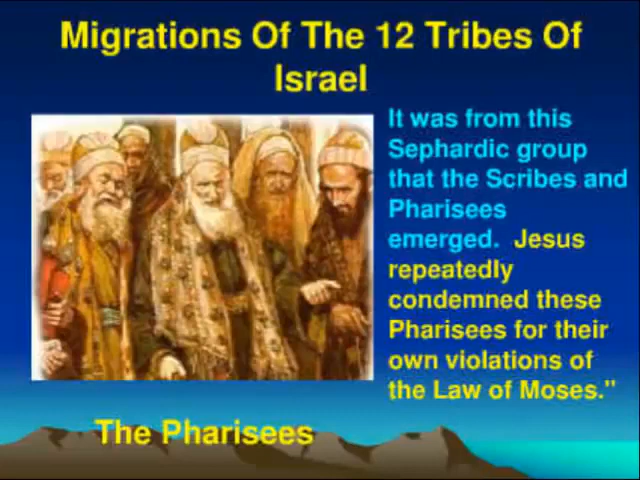 Migrations Of The 12 Tribes Of
Israel
It was from this
Sephardic group
that the Scribes and
Pharisees
emerged. Jesus
repeatedly
condemned these
Pharisees for their
own violations of
the Law of Moses."
The Pharisees